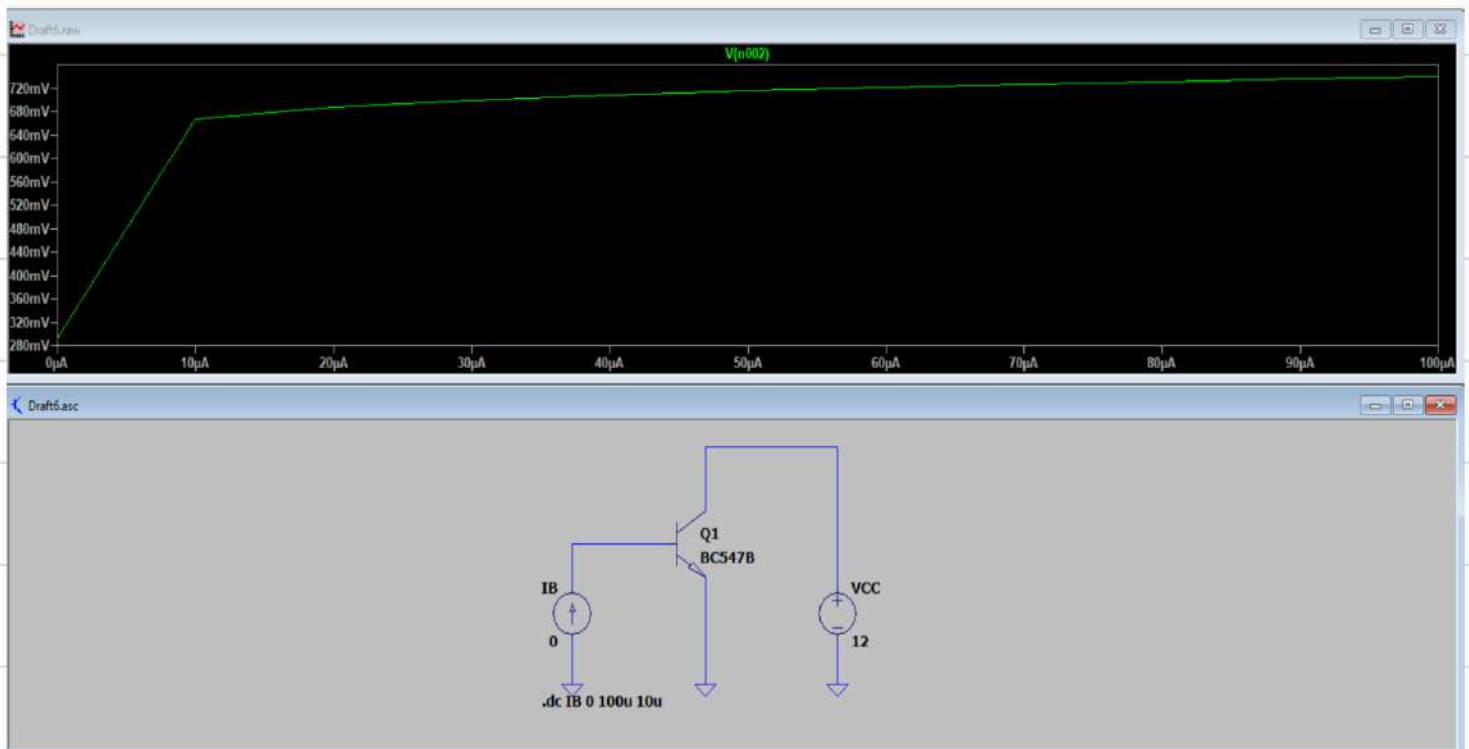 Draft6.raw
V(n002)
720mV
680mV
640mV
600mV
560mV
520mV
480mV
440mV
400mV
360mV
320mV
280mV
0µA 10µA 20µA 30µA 40µA 50µA 60µA 70µA 80µA 90µA 100µA
Draft6.asc
Q1
BC547B
IB
VCC
0
12
.dc IB 0 100u 10u